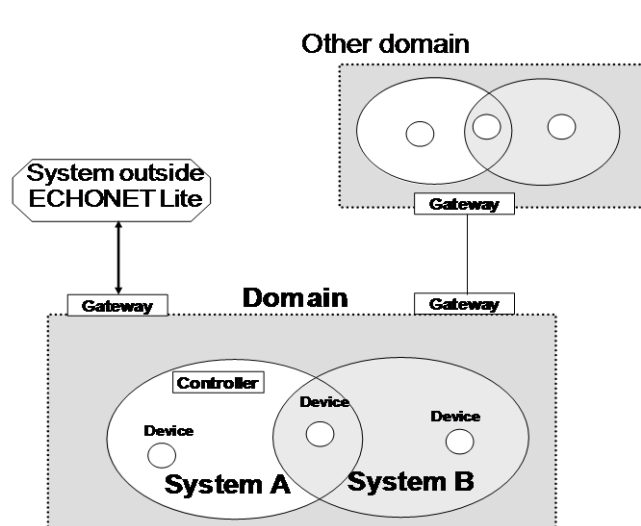 Other domain
System outside
ECHONET Lite
Gateway
Gateway
Domain
Gateway
Controller
Device
Device
Device
System A
System B